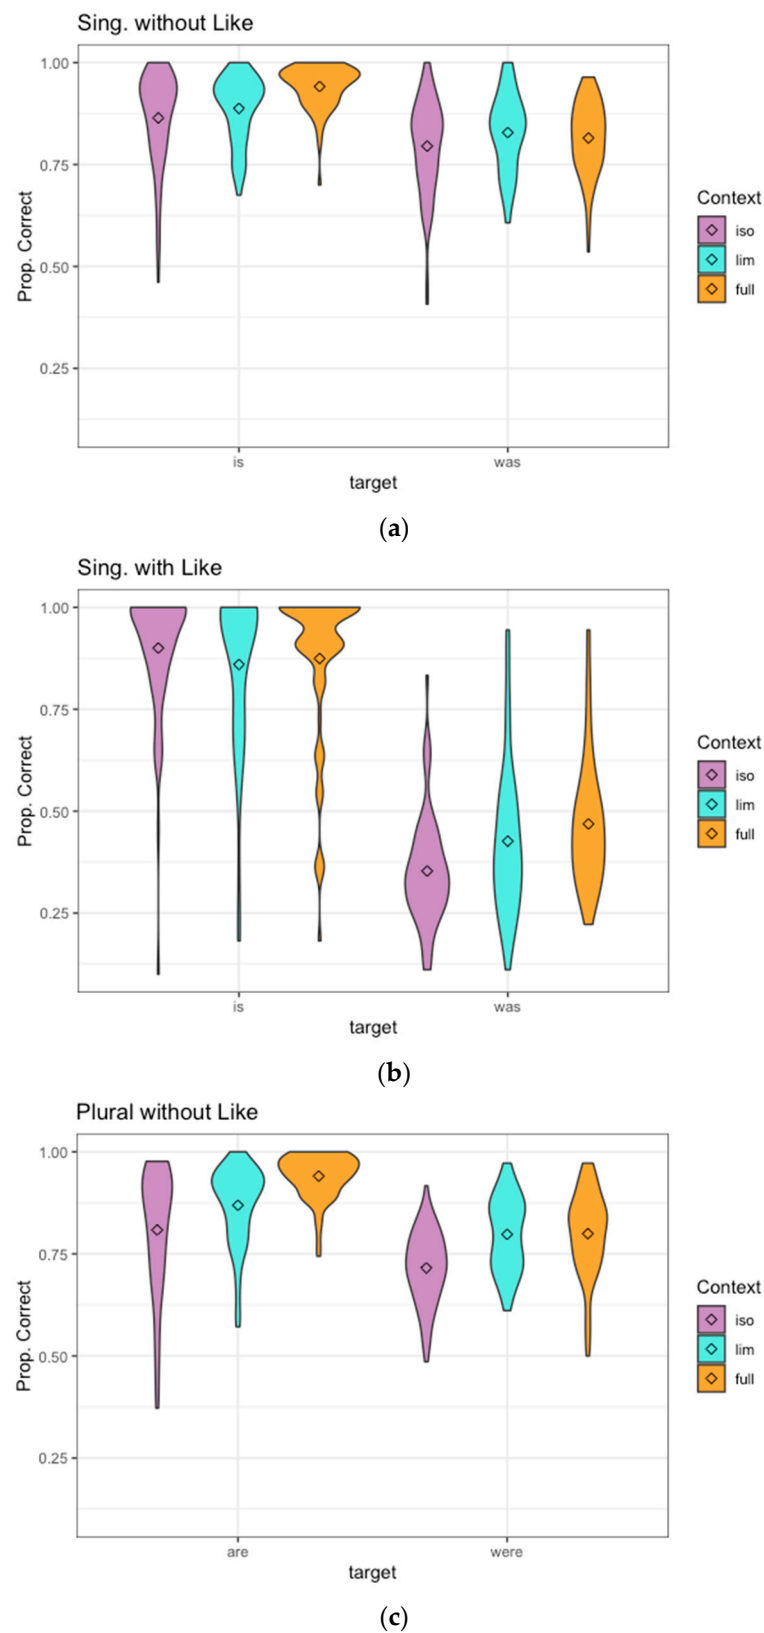 Sing. without Like
1.00
0.75
0.50
0.25
Prop. Correct
is was
target
Context
iso
lim
full
(a)
Sing. with Like
1.00
0.75
0.50
0.25
Prop. Correct
is was
target
Context
iso
lim
full
(b)
Plural without Like
1.00
0.75
0.50
0.25
Prop. Correct
are were
target
Context
iso
lim
full
(c)